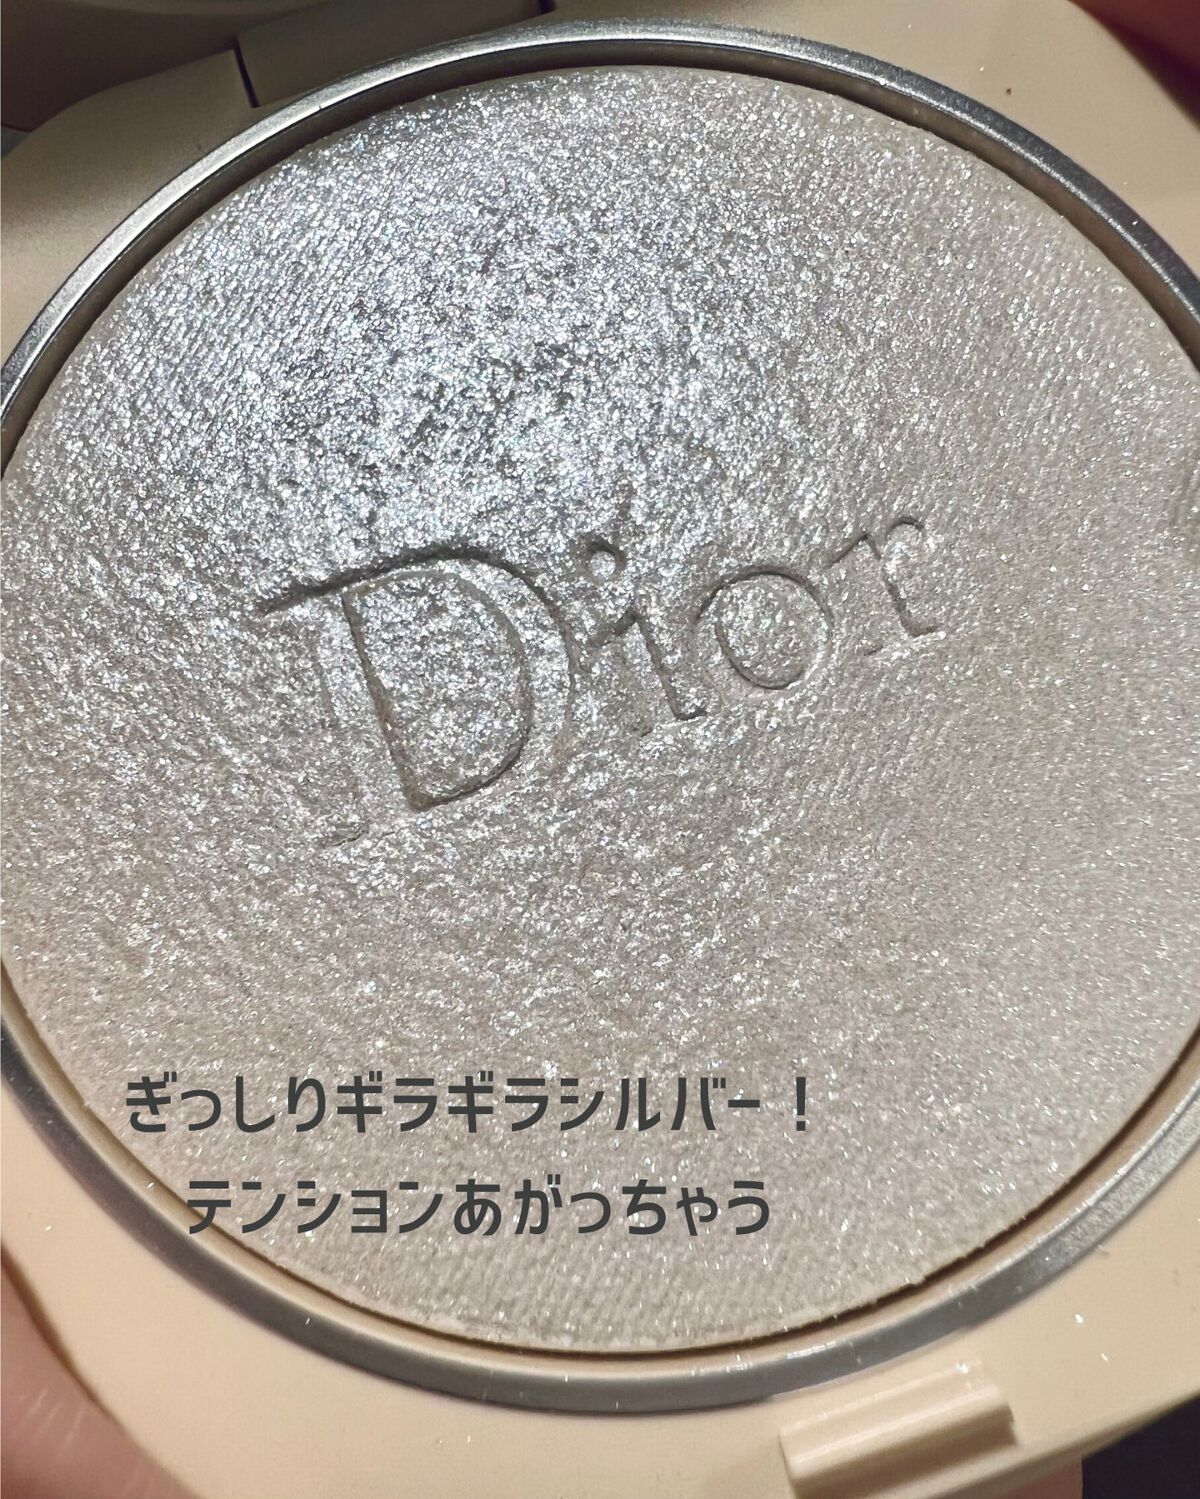 Dior
ぎっしりギラギラシルバー！
テンションあがっちゃう